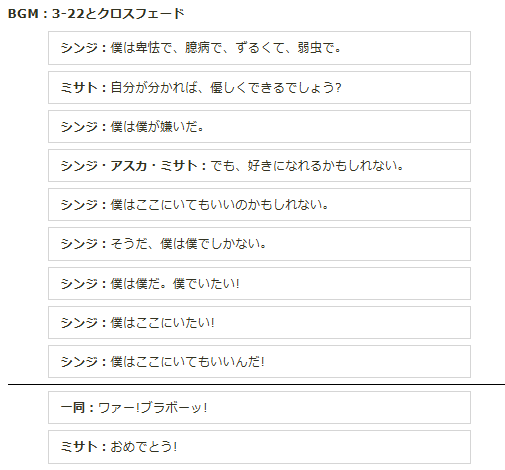 BGM：3-22とクロスフェード
シンジ：僕は卑怯で、臆病で、ずるくて、弱虫で。
ミサト：自分が分かれば、優しくできるでしょう?
シンジ：僕は僕が嫌いだ。
シンジ・アスカ・ミサト：でも、好きになれるかもしれない。
シンジ：僕はここにいてもいいのかもしれない。
シンジ：そうだ、僕は僕でしかない。
シンジ：僕は僕だ。僕でいたい!
シンジ：僕はここにいたい!
シンジ：僕はここにいてもいいんだ!
一同：ワァー!ブラボーッ!
ミサト：おめでとう!